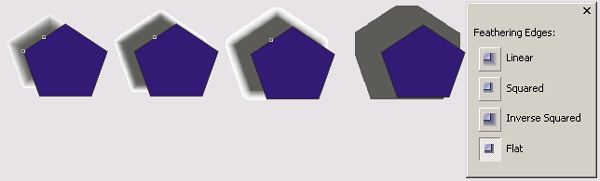 Feathering Edges:
Linear
Squared
Inverse Squared
Flat